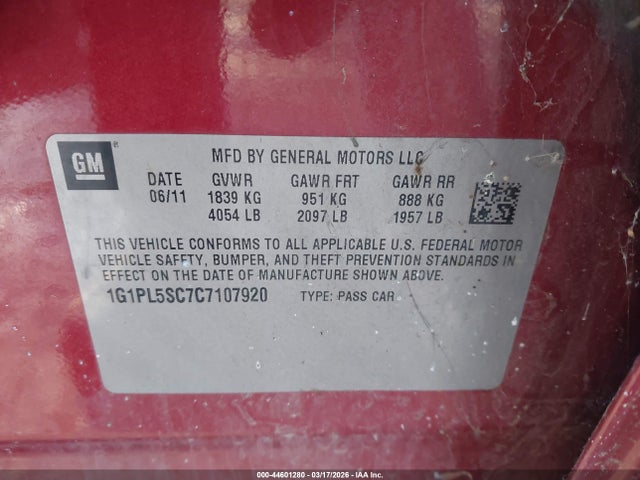 GM
MFD BY GENERAL MOTORS LLC
DATE GVWR GAWR FRT GAWR RR
06/11 1839 KG 951 KG 888 KG
4054 LB 2097 LB 1957 LB
THIS VEHICLE CONFORMS TO ALL APPLICABLE U.S. FEDERAL MOTOR
VEHICLE SAFETY, BUMPER, AND THEFT PREVENTION STANDARDS IN
EFFECT ON THE DATE OF MANUFACTURE SHOWN ABOVE.
1G1PL5SC7C7107920 TYPE: PASS CAR
000-44601280 - 03/17/2026 - IAA Inc.